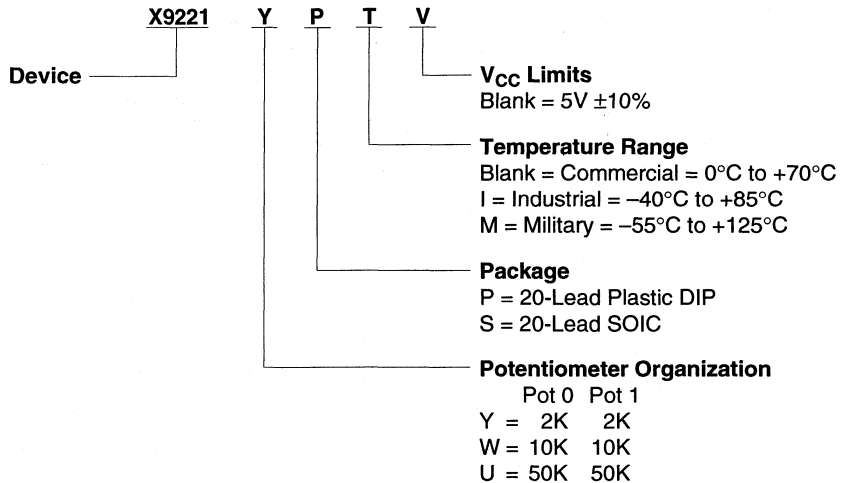 X9221 Y P T V
Device
VCC Limits
Blank = 5V ±10%
Temperature Range
Blank = Commercial = 0°C to +70°C
I = Industrial = –40°C to +85°C
M = Military = –55°C to +125°C
Package
P = 20-Lead Plastic DIP
S = 20-Lead SOIC
Potentiometer Organization
Pot 0 Pot 1
Y = 2K 2K
W = 10K 10K
U = 50K 50K